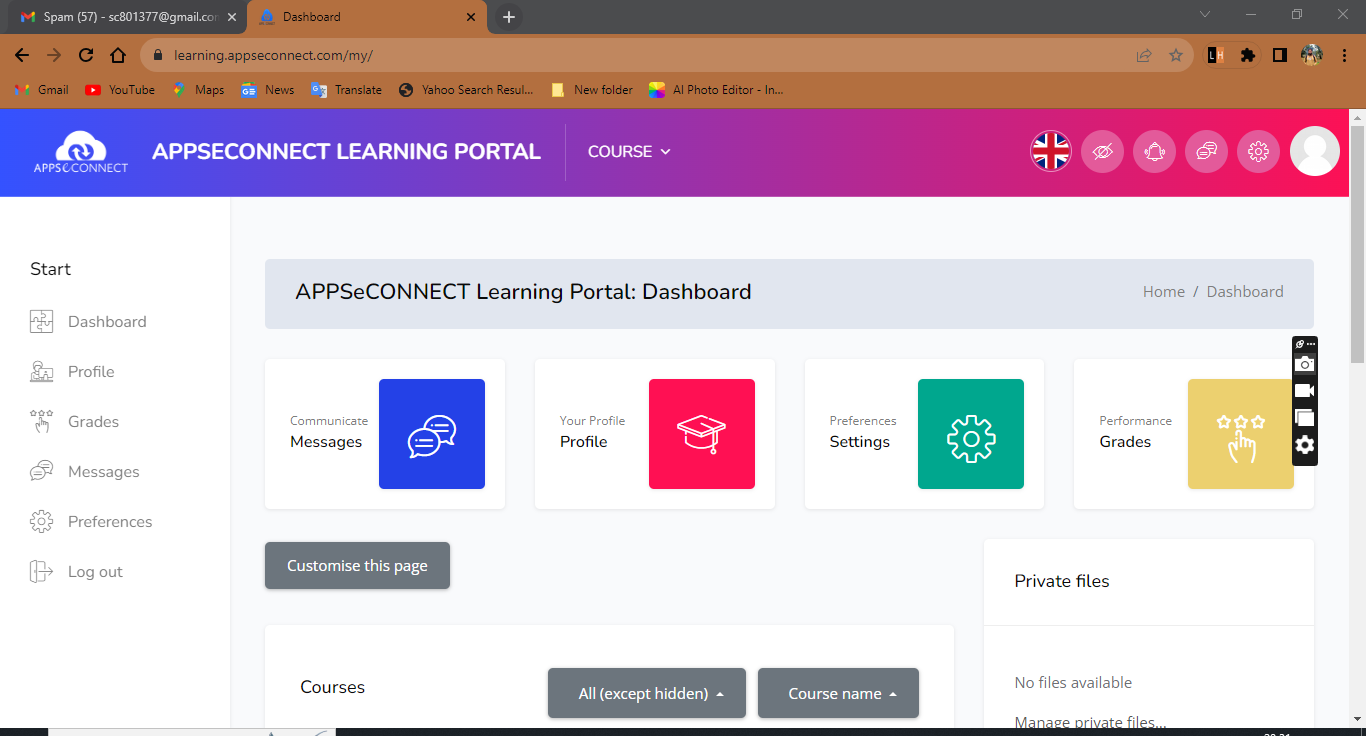 Spam (57) - sc801377@gmail.co
Dashboard
learning.appseconnect.com/my/
Gmail
YouTube
Maps
News
Translate
Yahoo Search Resul...
New folder
AI Photo Editor - In...
LH
APPSeCONNECT
APPSECONNECT LEARNING PORTAL
COURSE
Start
Dashboard
Profile
Grades
Messages
Preferences
Log out
APPSeCONNECT Learning Portal: Dashboard
Home / Dashboard
Communicate
Messages
Your Profile
Profile
Preferences
Settings
Performance
Grades
Customise this page
Private files
No files available
Manage private files...
Courses
All (except hidden)
Course name